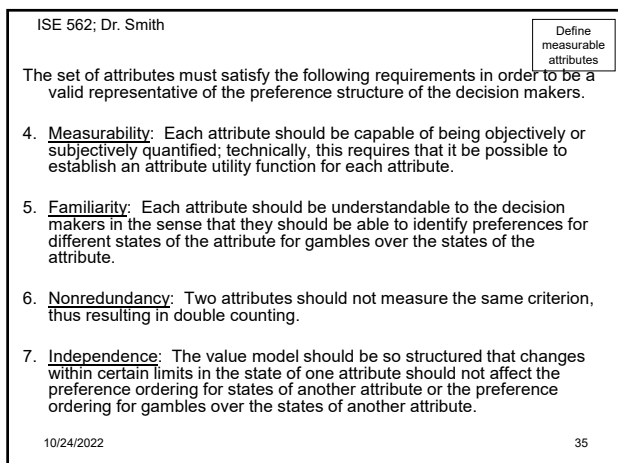 ISE 562; Dr. Smith
Define
measurable
attributes
The set of attributes must satisfy the following requirements in order to be a
valid representative of the preference structure of the decision makers.
4. Measurability: Each attribute should be capable of being objectively or
subjectively quantified; technically, this requires that it be possible to
establish an attribute utility function for each attribute.
5. Familiarity: Each attribute should be understandable to the decision
makers in the sense that they should be able to identify preferences for
different states of the attribute for gambles over the states of the
attribute.
6. Nonredundancy: Two attributes should not measure the same criterion,
thus resulting in double counting.
7. Independence: The value model should be so structured that changes
within certain limits in the state of one attribute should not affect the
preference ordering for states of another attribute or the preference
ordering for gambles over the states of another attribute.
10/24/2022
35